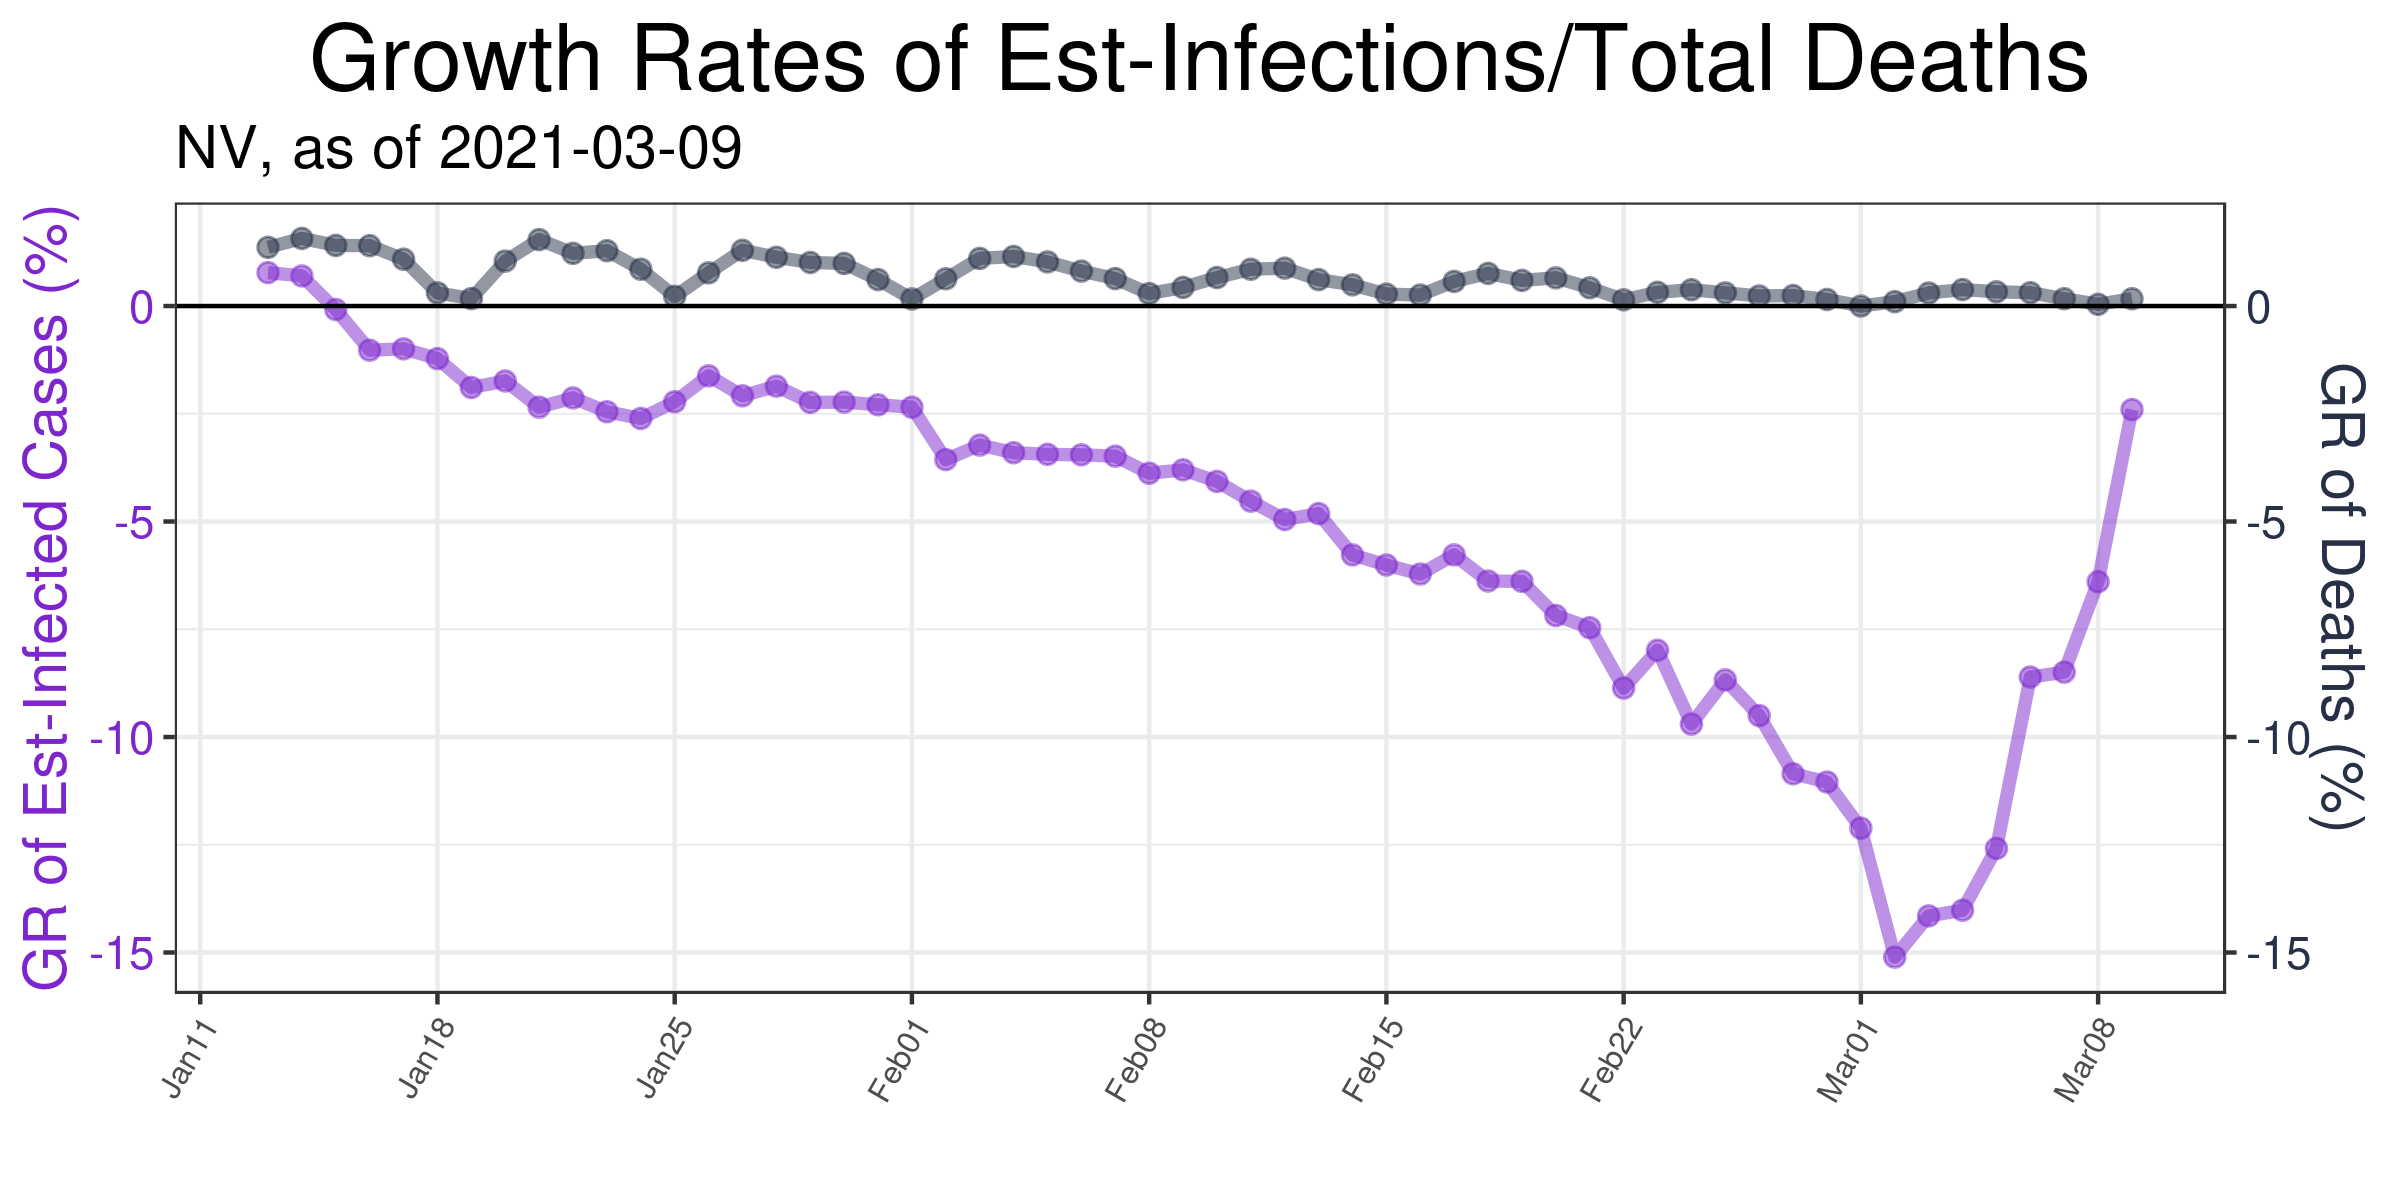 Growth Rates of Est-Infections/Total Deaths
NV, as of 2021-03-09
GR of Est-Infected Cases (%)
0
-5
-10
-15
0
-5
-10
-15
GR of Deaths (%)
Jan11
Jan18
Jan25
Feb01
Feb08
Feb15
Feb22
Mar01
Mar08